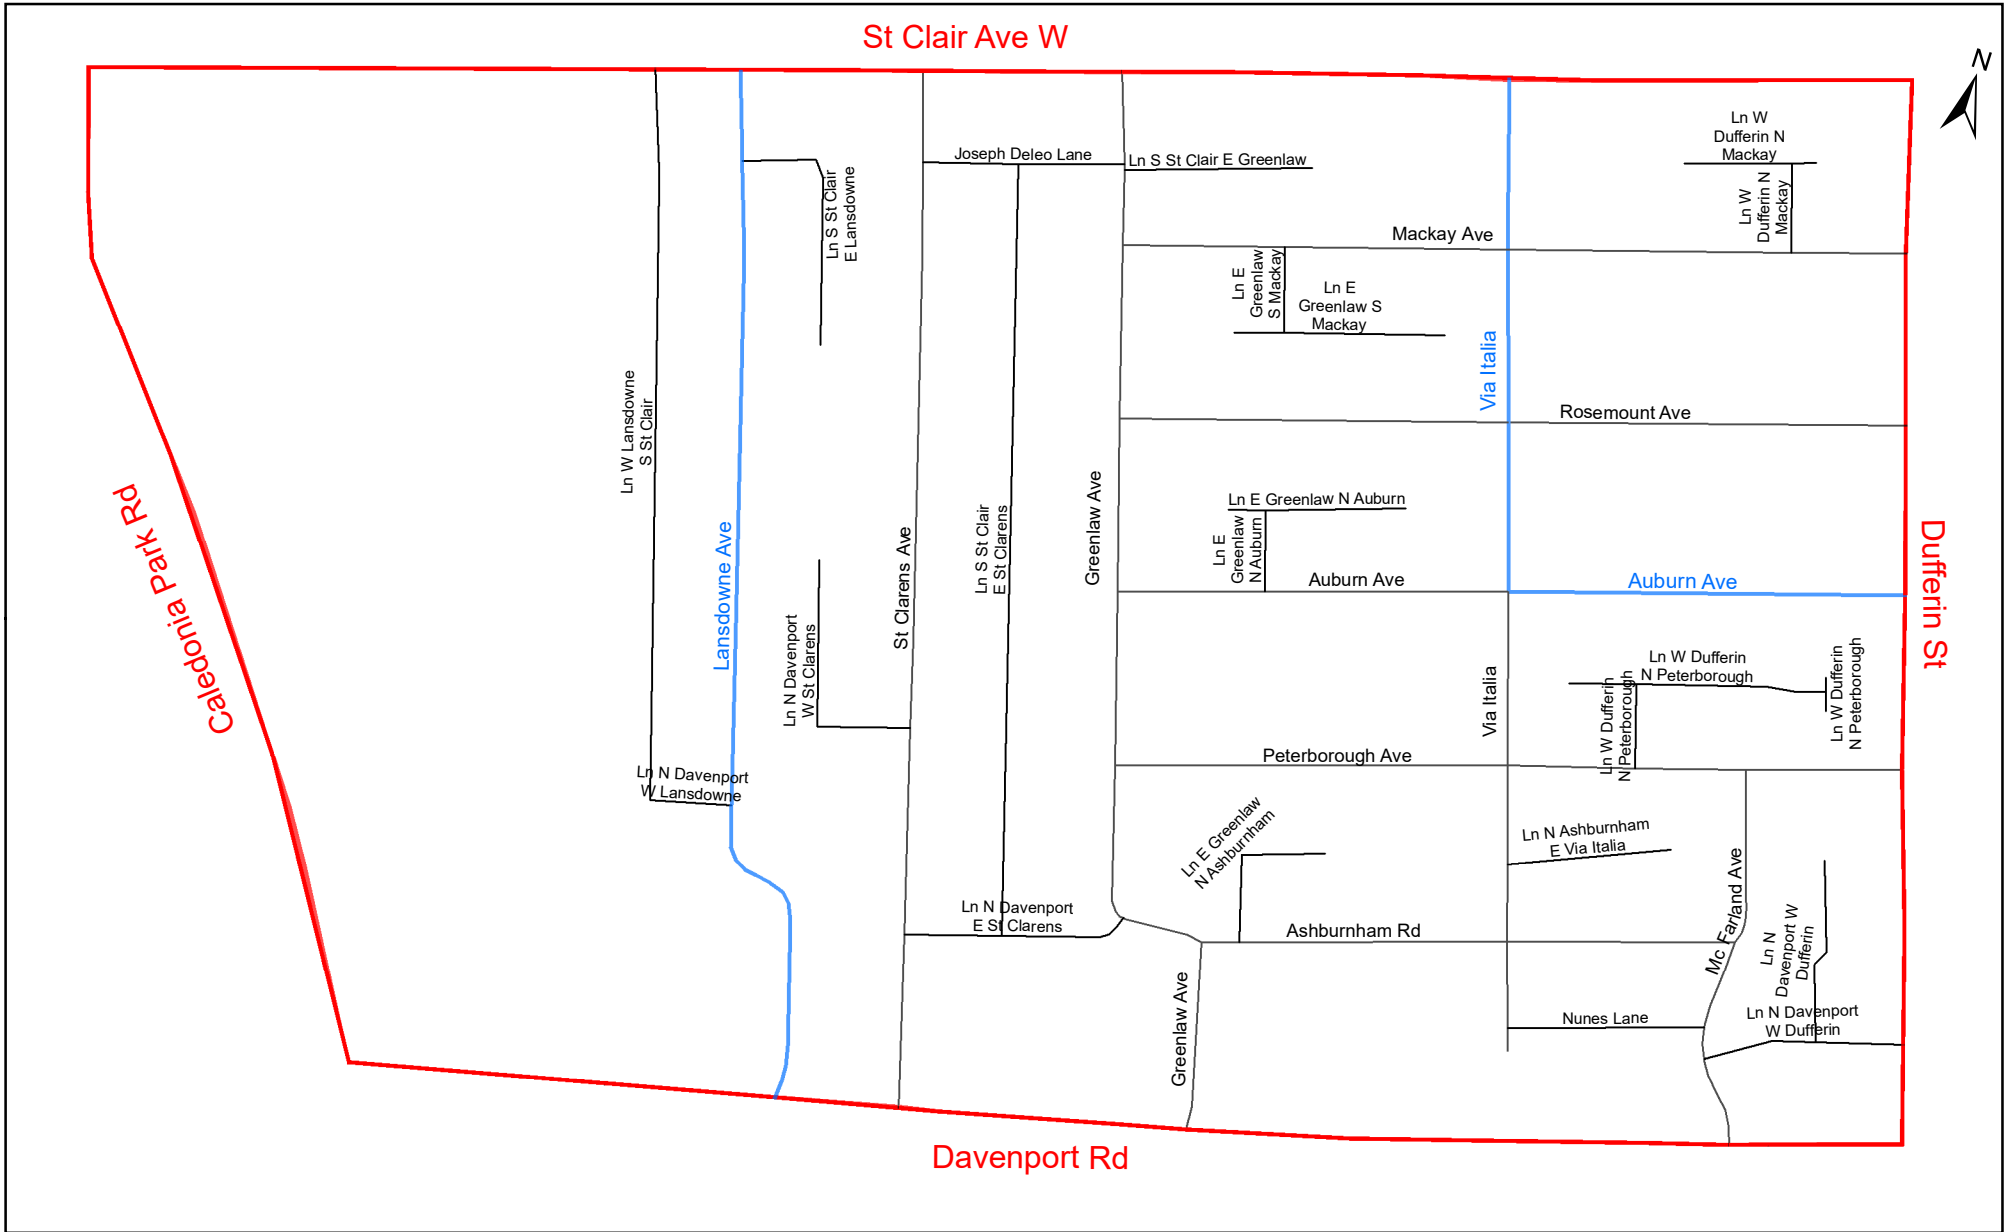 St Clair Ave W
N
Ln W
Dufferin N
Mackay
Joseph Deleo Lane
Ln S St Clair E Greenlaw
Ln S St Clair
E Lansdowne
Ln W
Dufferin N
Mackay
Mackay Ave
Ln E
Greenlaw
S Mackay
Ln E
Greenlaw S
Mackay
Via Italia
Rosemount Ave
Ln W Lansdowne
S St Clair
Caledonia Park Rd
Lansdowne Ave
St Clarens Ave
Ln S St Clair
E St Clarens
Greenlaw Ave
Ln E Greenlaw N Auburn
Ln E
Greenlaw
N Auburn
Auburn Ave
Auburn Ave
Dufferin St
Ln N Davenport
W St Clarens
Via Italia
Ln W Dufferin
N Peterborough
Ln W Dufferin
N Peterborough
Ln W Dufferin
N Peterborough
Peterborough Ave
Ln N Davenport
W Lansdowne
Ln E Greenlaw
N Ashburnham
Ln N Ashburnham
E Via Italia
Mc Farland Ave
Ln N Davenport
E St Clarens
Ashburnham Rd
Ln N
Davenport W
Dufferin
Greenlaw Ave
Nunes Lane
Ln N Davenport
W Dufferin
Davenport Rd